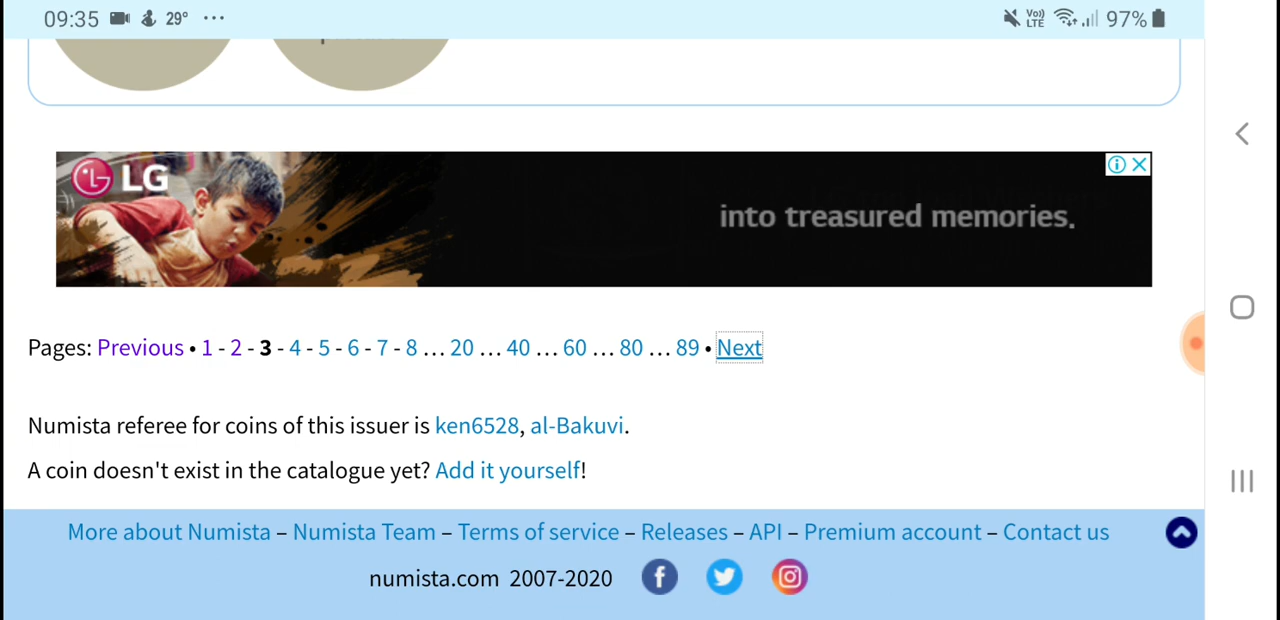 09:35 29° ... Vo)) LTE 97%
LG
into treasured memories.
Pages: Previous • 1 - 2 - 3 - 4 - 5 - 6 - 7 - 8 ... 20 ... 40 ... 60 ... 80 ... 89 • Next
Numista referee for coins of this issuer is ken6528, al-Bakuvi.
A coin doesn't exist in the catalogue yet? Add it yourself!
More about Numista – Numista Team – Terms of service – Releases – API – Premium account – Contact us
numista.com 2007-2020